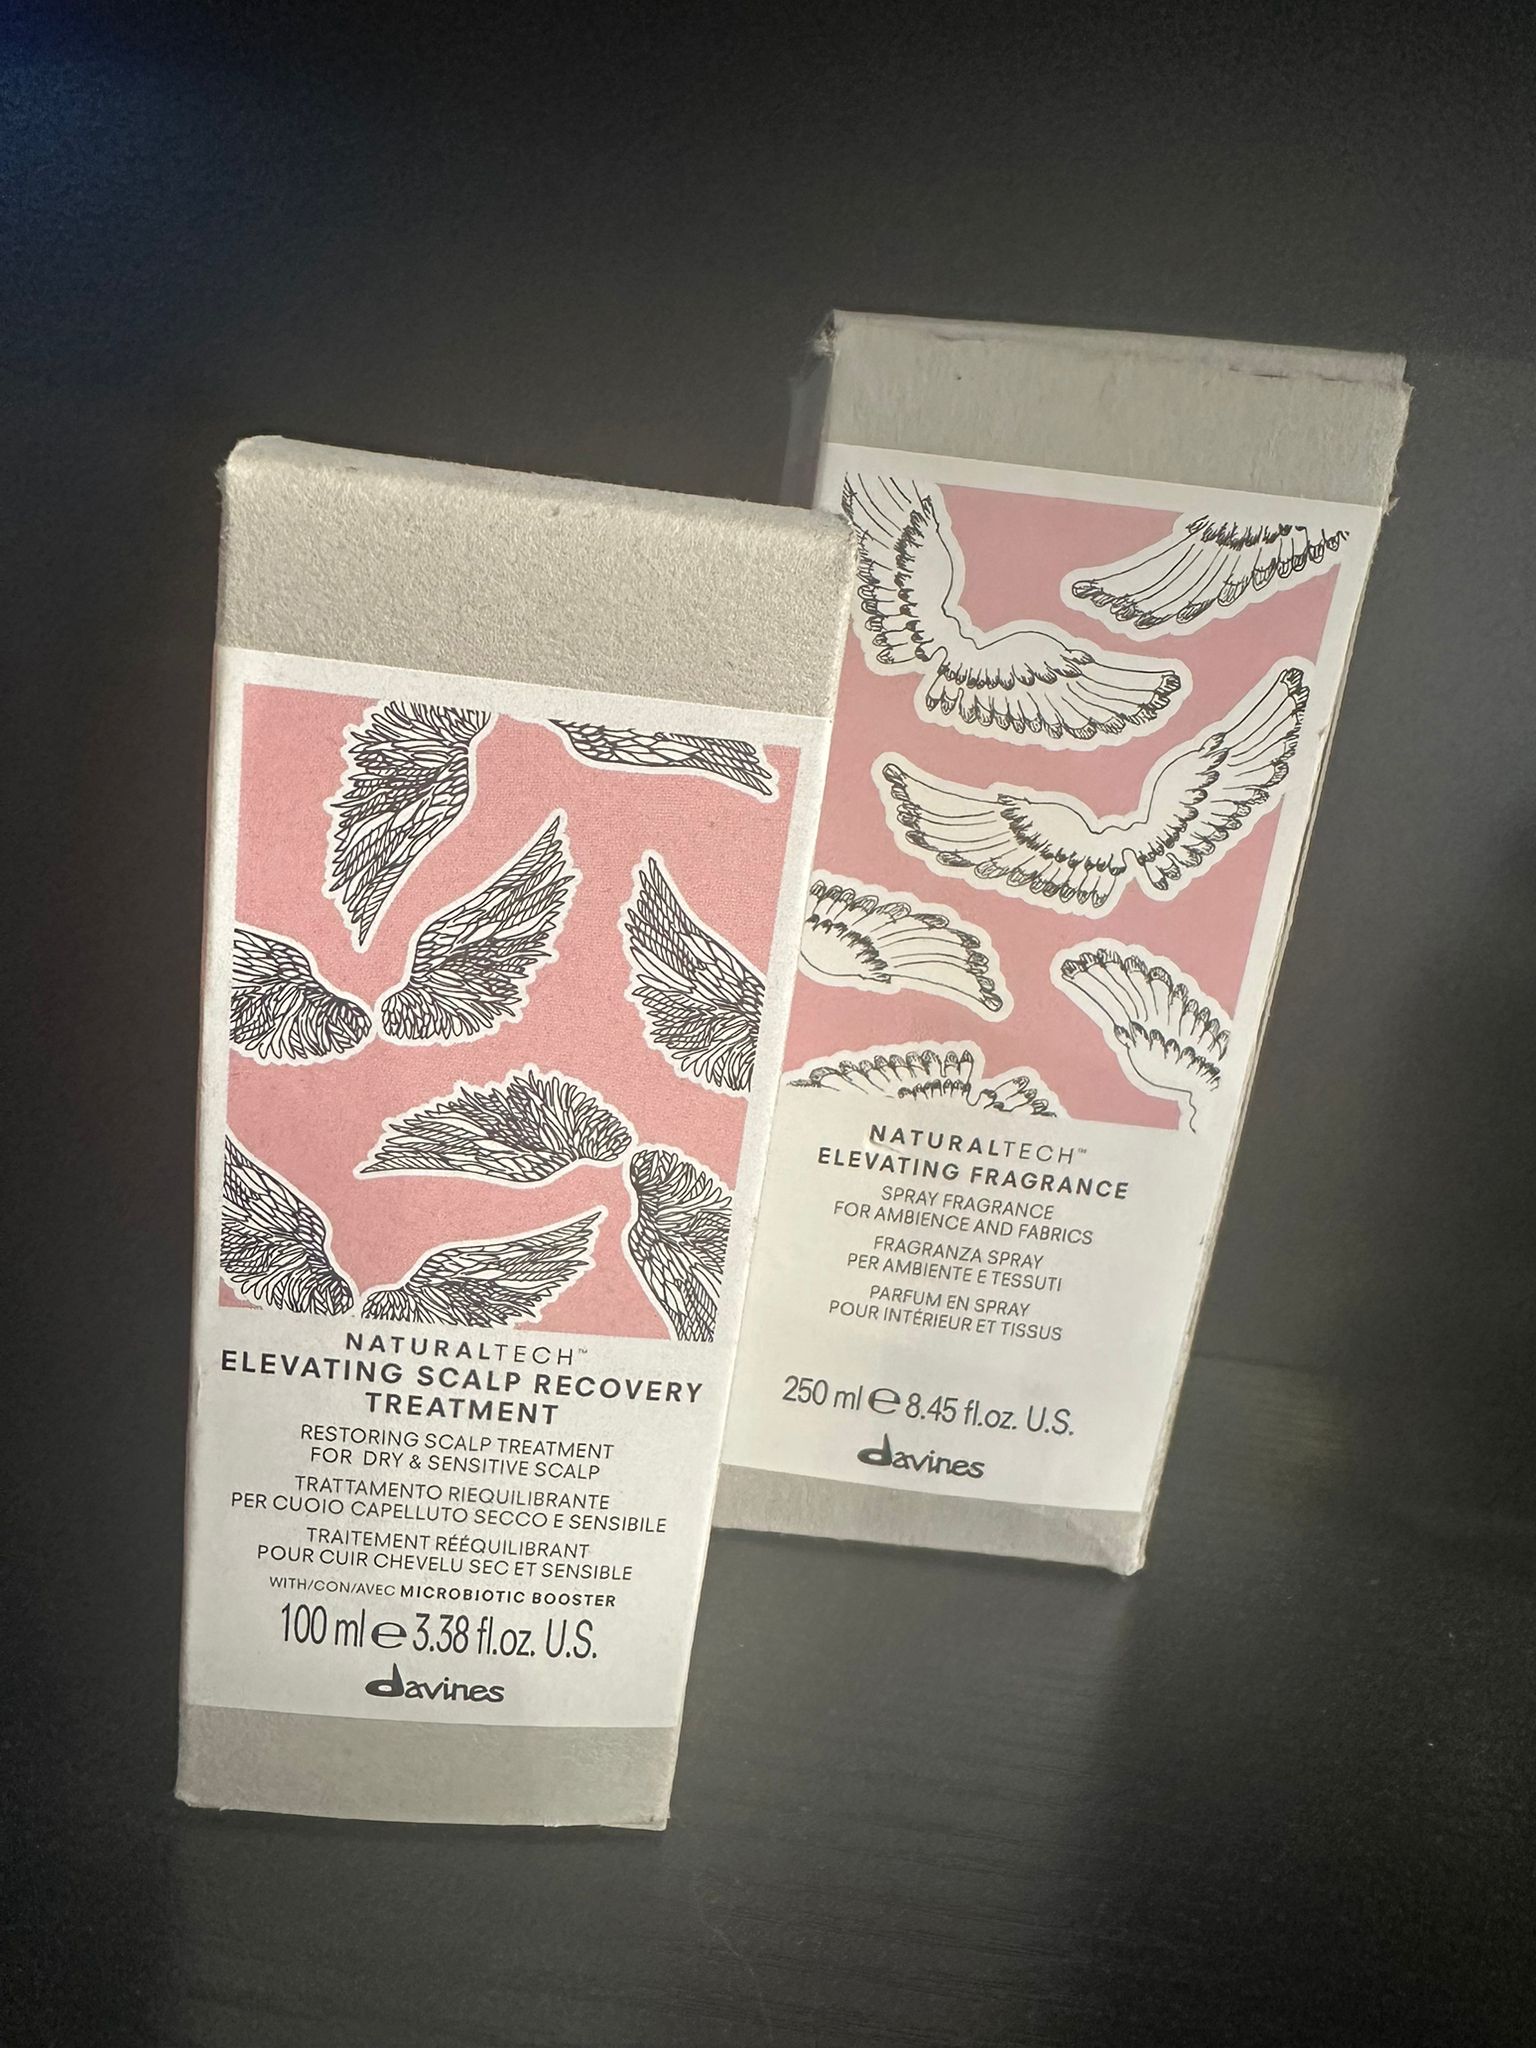 NATURALTECH™
ELEVATING SCALP RECOVERY
TREATMENT
RESTORING SCALP TREATMENT
FOR DRY & SENSITIVE SCALP
TRATTAMENTO RIEQUILIBRANTE
PER CUOIO CAPELLUTO SECCO E SENSIBILE
TRAITEMENT RÉÉQUILIBRANT
POUR CUIR CHEVELU SEC ET SENSIBLE
WITH/CON/AVEC MICROBIOTIC BOOSTER
100 ml e 3.38 fl.oz. U.S.
davines
NATURALTECH™
ELEVATING FRAGRANCE
SPRAY FRAGRANCE
FOR AMBIENCE AND FABRICS
FRAGRANZA SPRAY
PER AMBIENTE E TESSUTI
PARFUM EN SPRAY
POUR INTÉRIEUR ET TISSUS
250 ml e 8.45 fl.oz. U.S.
davines